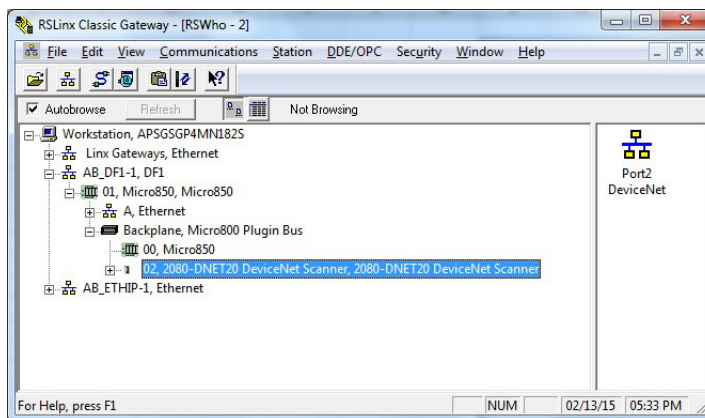 RSLinx Classic Gateway - [RSWho - 2]
File Edit View Communications Station DDE/OPC Security Window Help
Autobrowse Refresh Not Browsing
Workstation, APSGSGP4MN182S
Linx Gateways, Ethernet
AB_DF1-1, DF1
01, Micro850, Micro850
A, Ethernet
Backplane, Micro800 Plugin Bus
00, Micro850
02, 2080-DNET20 DeviceNet Scanner, 2080-DNET20 DeviceNet Scanner
AB_ETHIP-1, Ethernet
Port2
DeviceNet
For Help, press F1 NUM 02/13/15 05:33 PM